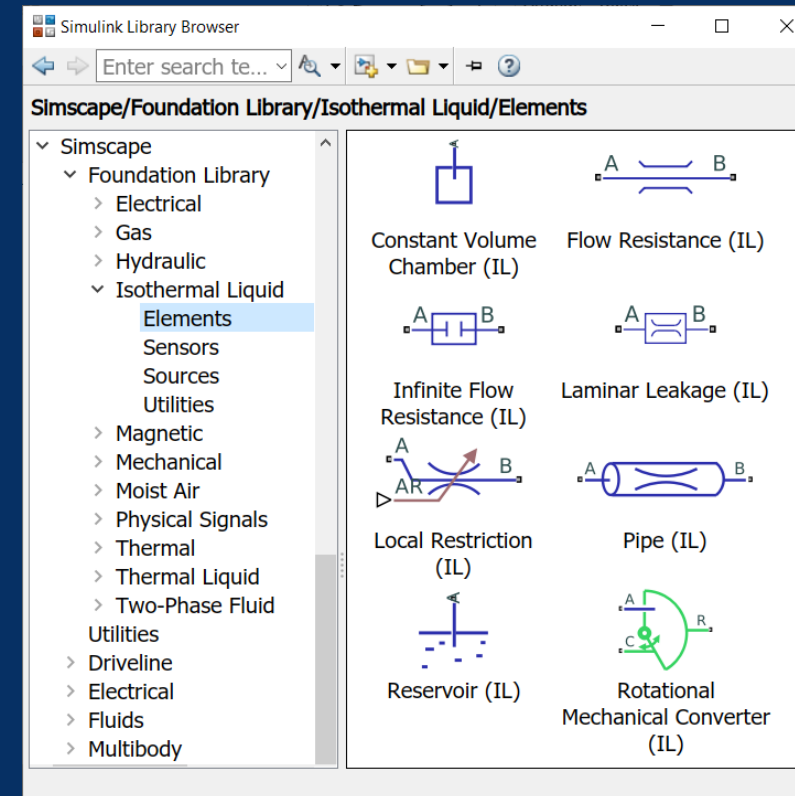 Simulink Library Browser
Enter search te...
Simscape/Foundation Library/Isothermal Liquid/Elements
Simscape
Foundation Library
Electrical
Gas
Hydraulic
Isothermal Liquid
Elements
Sensors
Sources
Utilities
Magnetic
Mechanical
Moist Air
Physical Signals
Thermal
Thermal Liquid
Two-Phase Fluid
Utilities
Driveline
Electrical
Fluids
Multibody
A
A B
Constant Volume
Chamber (IL)
Flow Resistance (IL)
A B
A B
Infinite Flow
Resistance (IL)
Laminar Leakage (IL)
A
B
AR
A B
Local Restriction
(IL)
Pipe (IL)
A
A
R
C
Reservoir (IL)
Rotational
Mechanical Converter
(IL)